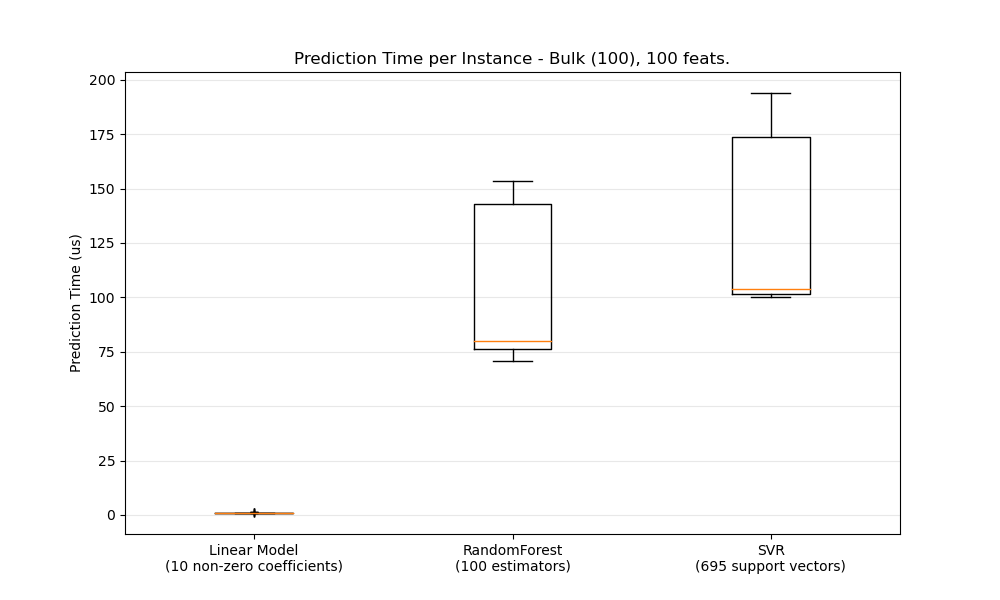 Prediction Time per Instance - Bulk (100), 100 feats.
200
175
150
125
100
75
50
25
0
Prediction Time (us)
Linear Model
(10 non-zero coefficients)
RandomForest
(100 estimators)
SVR
(695 support vectors)